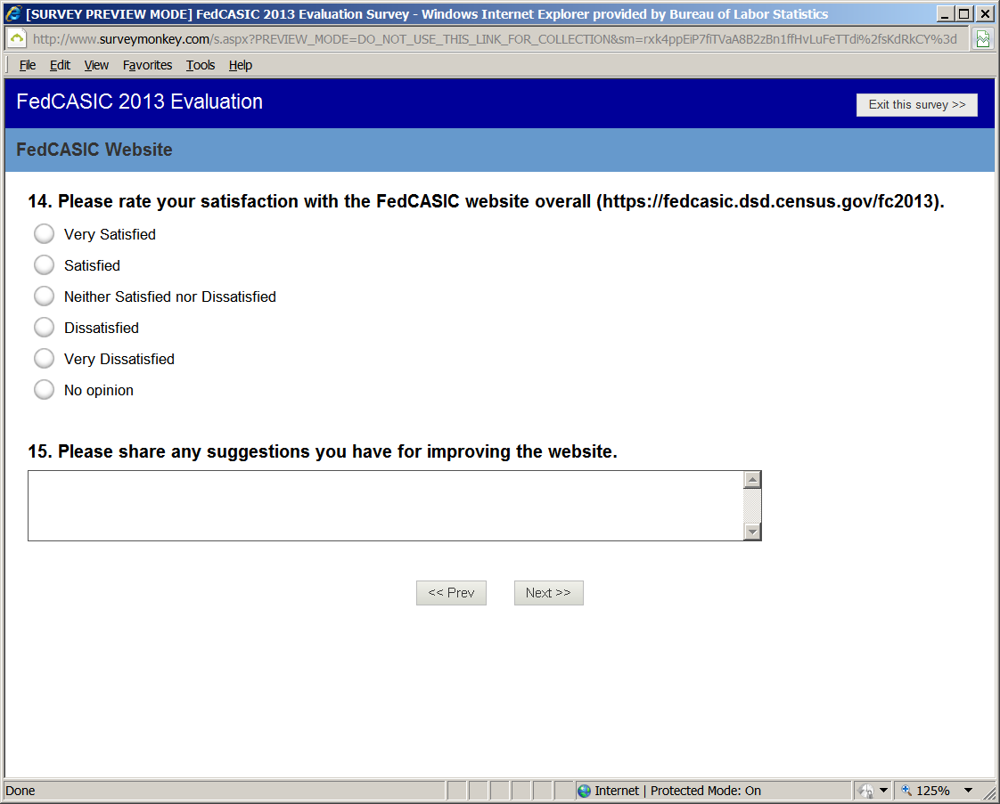 [SURVEY PREVIEW MODE] FedCASIC 2013 Evaluation Survey - Windows Internet Explorer provided by Bureau of Labor Statistics
http://www.surveymonkey.com/s.aspx?PREVIEW_MODE=DO_NOT_USE_THIS_LINK_FOR_COLLECTION&sm=rxk4ppEiP7fiTVaA8B2zBn1ffHvLuFeTTdi%2fsKdRkCY%3d
File Edit View Favorites Tools Help
FedCASIC 2013 Evaluation
Exit this survey >>
FedCASIC Website
14. Please rate your satisfaction with the FedCASIC website overall (https://fedcasic.dsd.census.gov/fc2013).
Very Satisfied
Satisfied
Neither Satisfied nor Dissatisfied
Dissatisfied
Very Dissatisfied
No opinion
15. Please share any suggestions you have for improving the website.
<< Prev Next >>
Done Internet | Protected Mode: On 125%